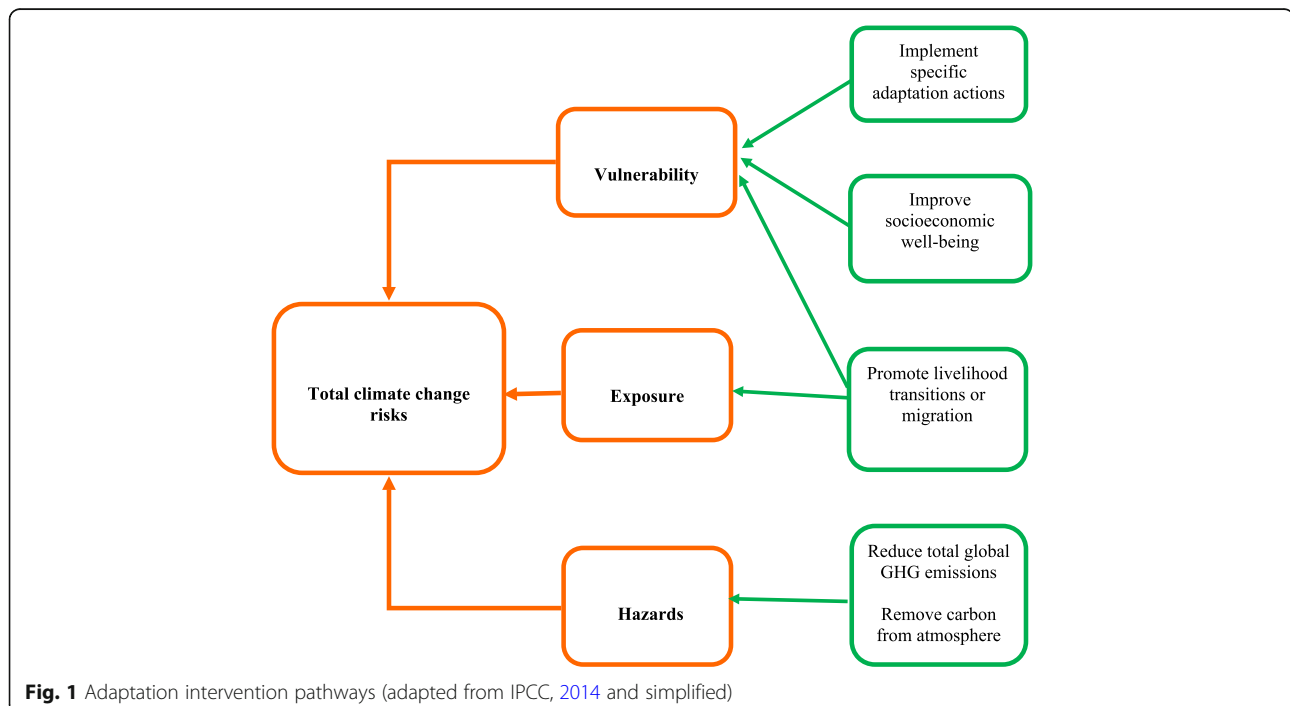 Implement
specific
adaptation actions
Vulnerability
Improve
socioeconomic
well-being
Total climate change
risks
Exposure
Promote livelihood
transitions or
migration
Hazards
Reduce total global
GHG emissions
Remove carbon
from atmosphere
Fig. 1 Adaptation intervention pathways (adapted from IPCC, 2014 and simplified)